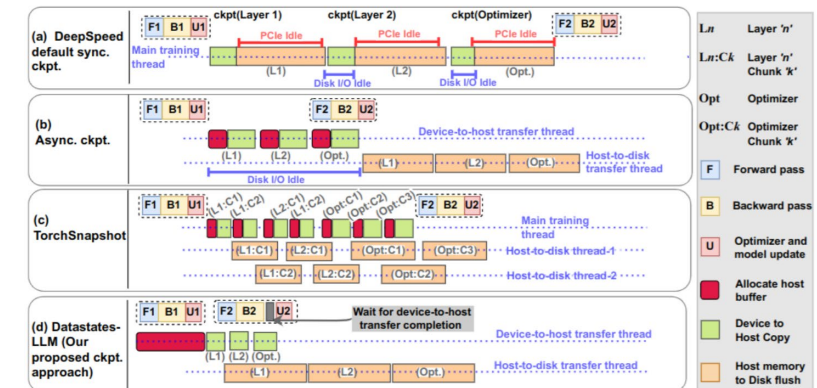 ckpt(Layer 1) ckpt(Layer 2) ckpt(Optimizer)
F1 B1 U1
F2 B2 U2
(a) DeepSpeed
default sync.
ckpt.
PCIe Idle PCIe Idle PCIe Idle
Main training
thread
(L1) (L2) (Opt.)
Disk I/O Idle Disk I/O Idle
(b)
Async. ckpt.
F1 B1 U1
F2 B2 U2
Device-to-host transfer thread
(L1) (L2) (Opt.)
Host-to-disk
transfer thread
(L1) (L2) (Opt.)
Disk I/O Idle
(c)
TorchSnapshot
F1 B1 U1
(L1:C1) (L1:C2) (L2:C1) (L1:C2) (Opt:C1) (Opt:C2) (Opt:C3)
F2 B2 U2
Main training
thread
(L1:C1) (L2:C1) (Opt:C1) (Opt:C3) Host-to-disk thread-1
(L1:C2) (L2:C2) (Opt:C2) Host-to-disk thread-2
(d) Datastates-
LLM (Our
proposed ckpt.
approach)
F1 B1 U1
F2 B2 U2
Wait for device-to-host
transfer completion
Device-to-host transfer thread
(L1) (L2) (Opt.)
Host-to-disk transfer thread
(L1) (L2) (Opt.)
Ln Layer 'n'
Ln:Ck Layer 'n'
Chunk 'k'
Opt Optimizer
Opt:Ck Optimizer
Chunk 'k'
F Forward pass
B Backward pass
U Optimizer and
model update
Allocate host
buffer
Device to
Host Copy
Host memory
to Disk flush